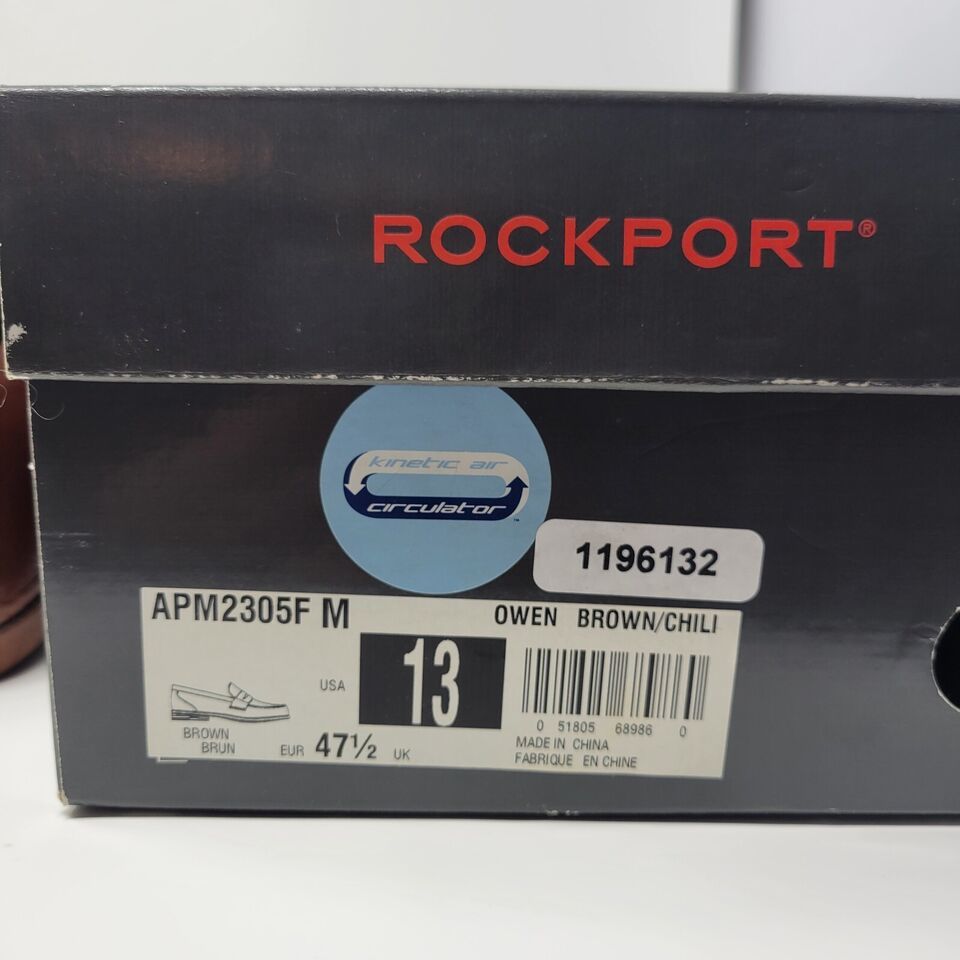 ROCKPORT®
kinetic air
circulator™
1196132
APM2305F M
OWEN BROWN/CHILI
USA 13
BROWN
BRUN
EUR 47½ UK
0 51805 68986 0
MADE IN CHINA
FABRIQUE EN CHINE